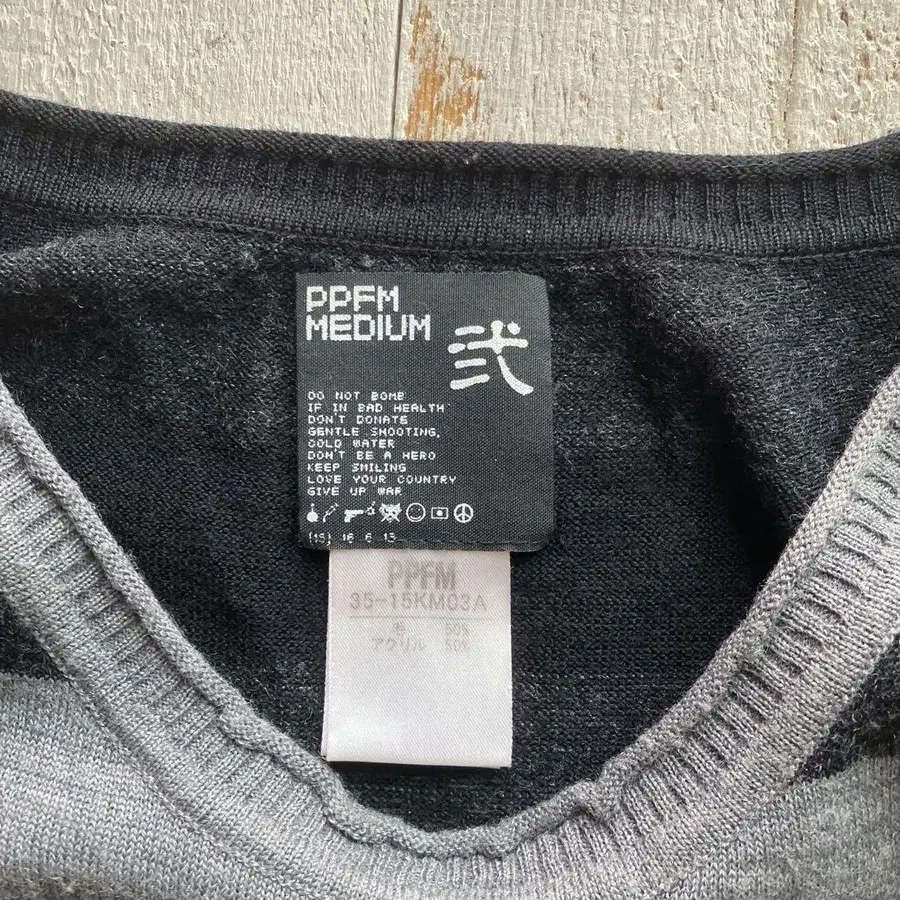 PPFM
MEDIUM
弐
DO NOT BOMB
IF IN BAD HEALTH
DON'T DONATE
GENTLE SHOOTING,
COLD WATER
DON'T BE A HERO
KEEP SMILING
LOVE YOUR COUNTRY
GIVE UP WAR
[15] 16 6 13
PPFM
35-15KM03A
毛 50%
アクリル 50%